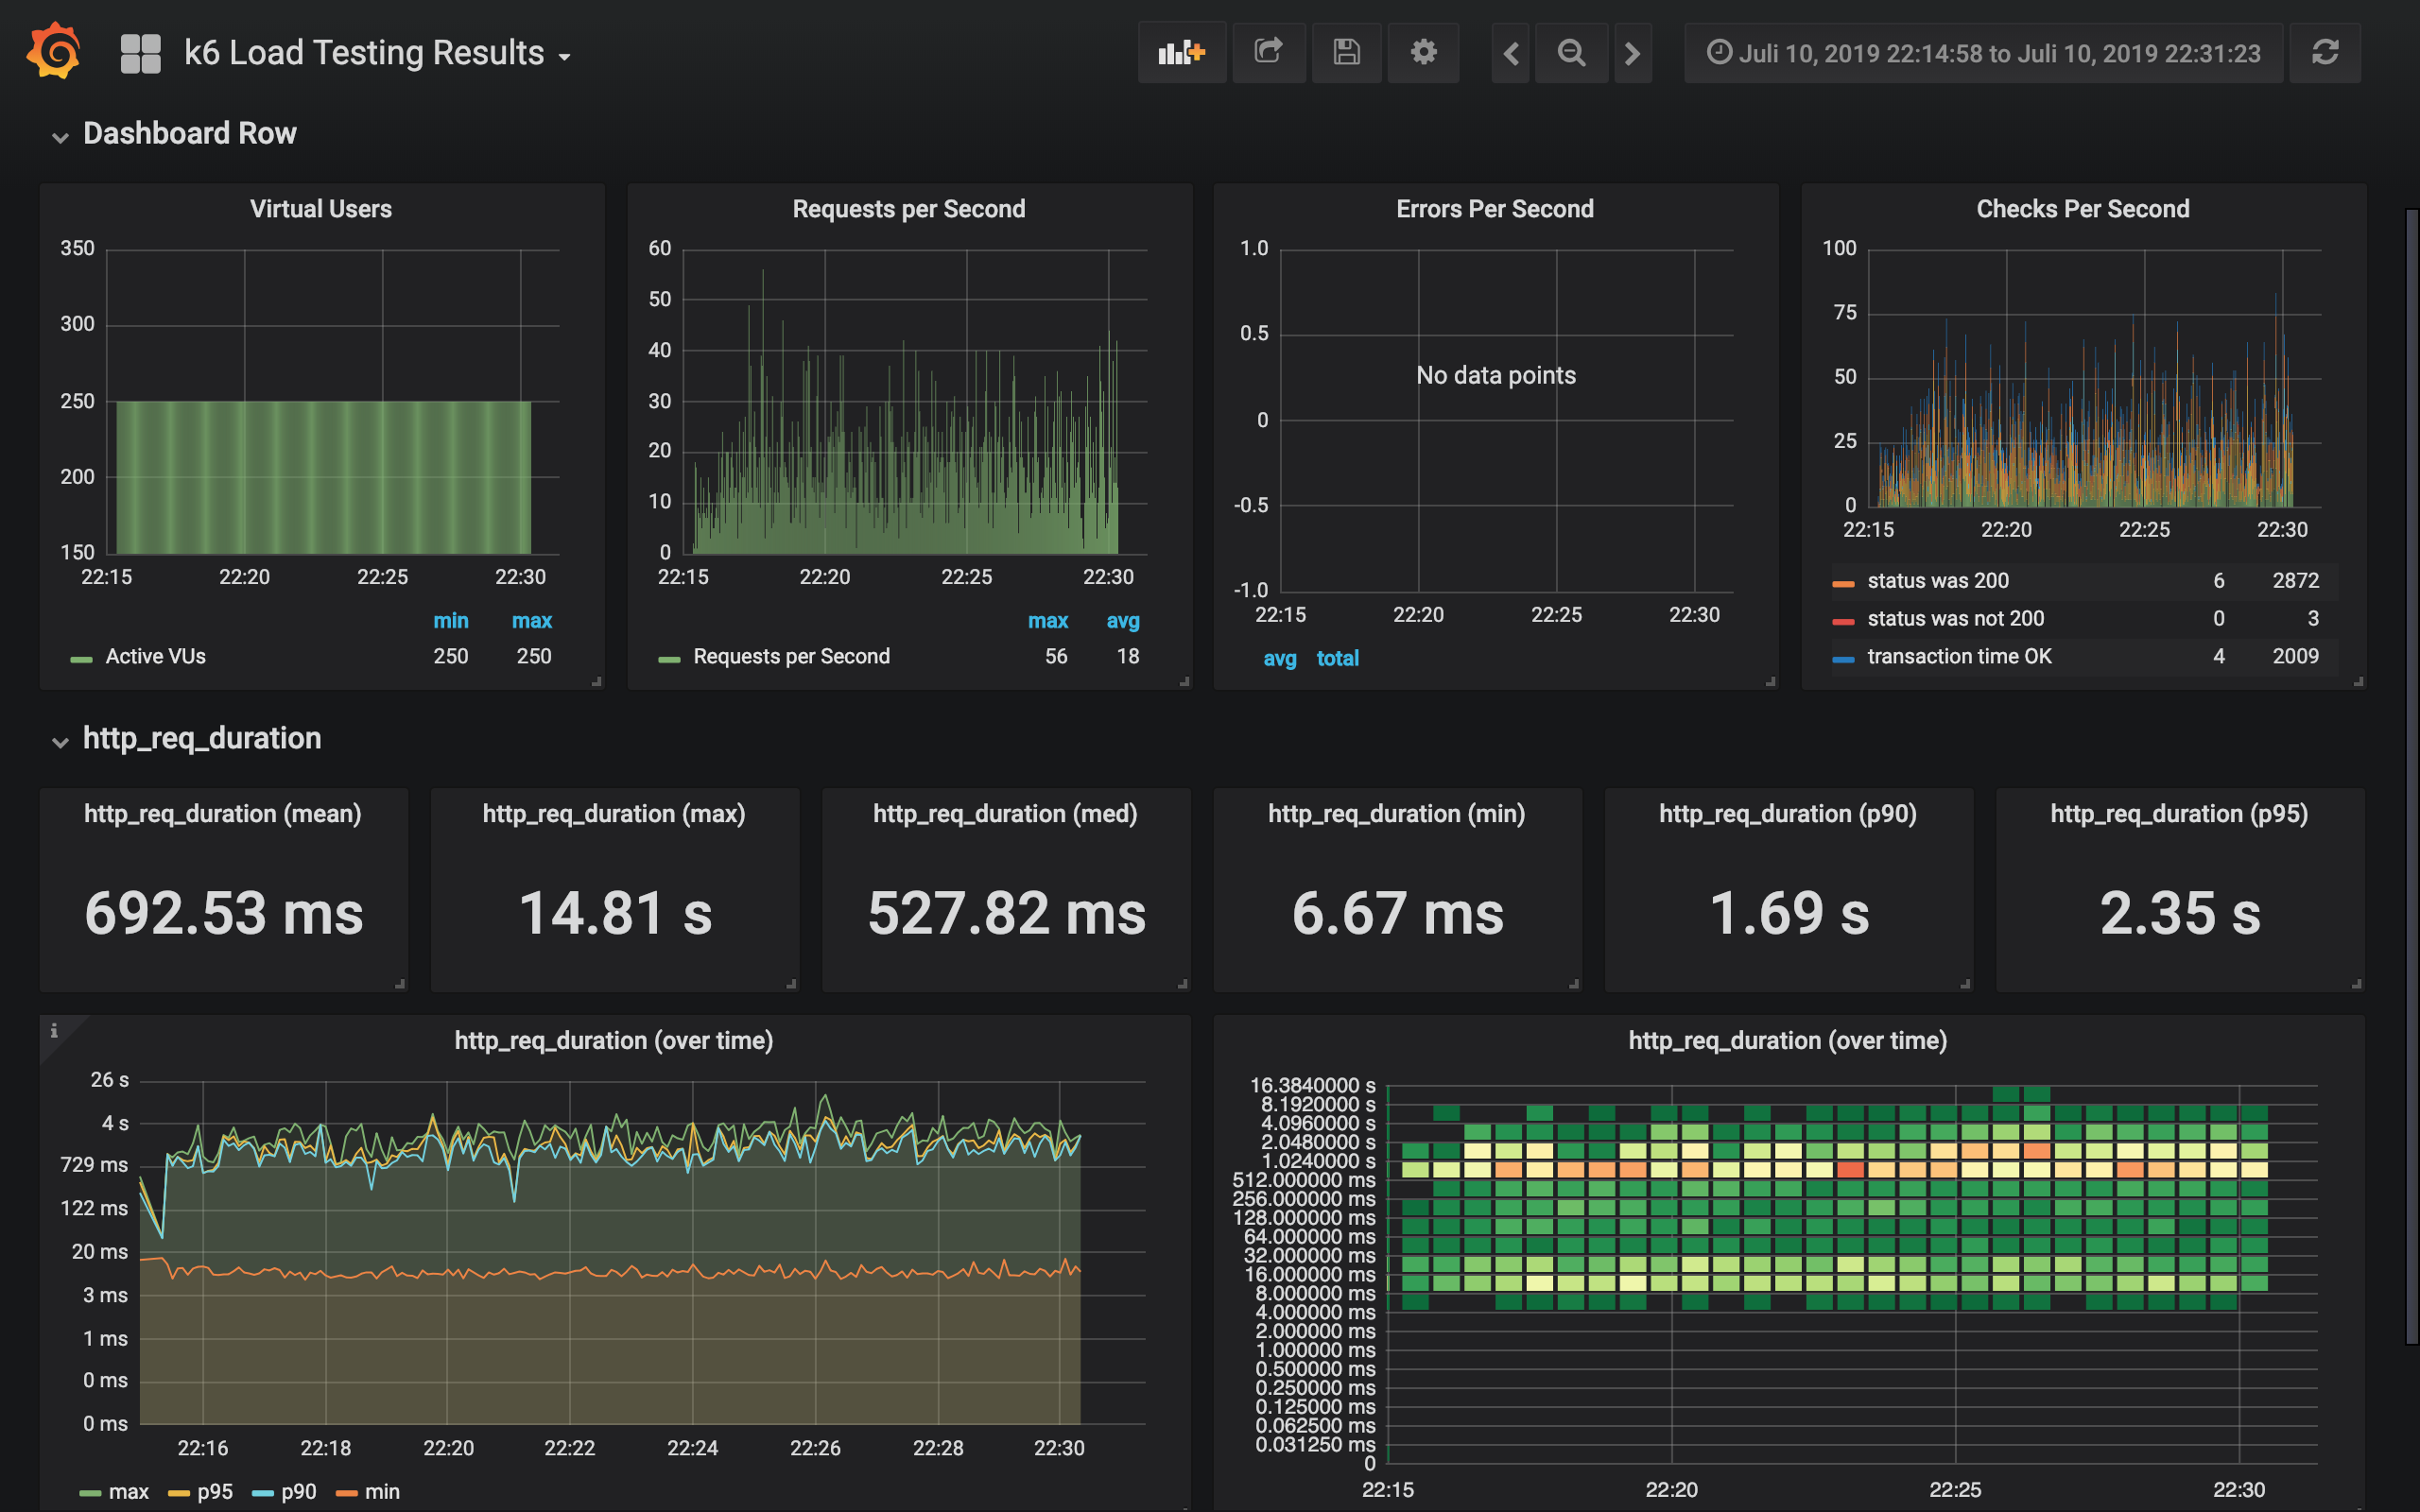 k6 Load Testing Results
Juli 10, 2019 22:14:58 to Juli 10, 2019 22:31:23
Dashboard Row
Virtual Users
350
300
250
200
150
22:15 22:20 22:25 22:30
min max
Active VUs 250 250
Requests per Second
60
50
40
30
20
10
0
22:15 22:20 22:25 22:30
max avg
Requests per Second 56 18
Errors Per Second
1.0
0.5
No data points
0
-0.5
-1.0
22:15 22:20 22:25 22:30
avg total
Checks Per Second
100
75
50
25
0
22:15 22:20 22:25 22:30
status was 200 6 2872
status was not 200 0 3
transaction time OK 4 2009
http_req_duration
http_req_duration (mean)
692.53 ms
http_req_duration (max)
14.81 s
http_req_duration (med)
527.82 ms
http_req_duration (min)
6.67 ms
http_req_duration (p90)
1.69 s
http_req_duration (p95)
2.35 s
i
http_req_duration (over time)
26 s
4 s
729 ms
122 ms
20 ms
3 ms
1 ms
0 ms
0 ms
22:16 22:18 22:20 22:22 22:24 22:26 22:28 22:30
max p95 p90 min
http_req_duration (over time)
16.3840000 s
8.1920000 s
4.0960000 s
2.0480000 s
1.0240000 s
512.000000 ms
256.000000 ms
128.000000 ms
64.000000 ms
32.000000 ms
16.000000 ms
8.000000 ms
4.000000 ms
2.000000 ms
1.000000 ms
0.500000 ms
0.250000 ms
0.125000 ms
0.062500 ms
0.031250 ms
0
22:15 22:20 22:25 22:30